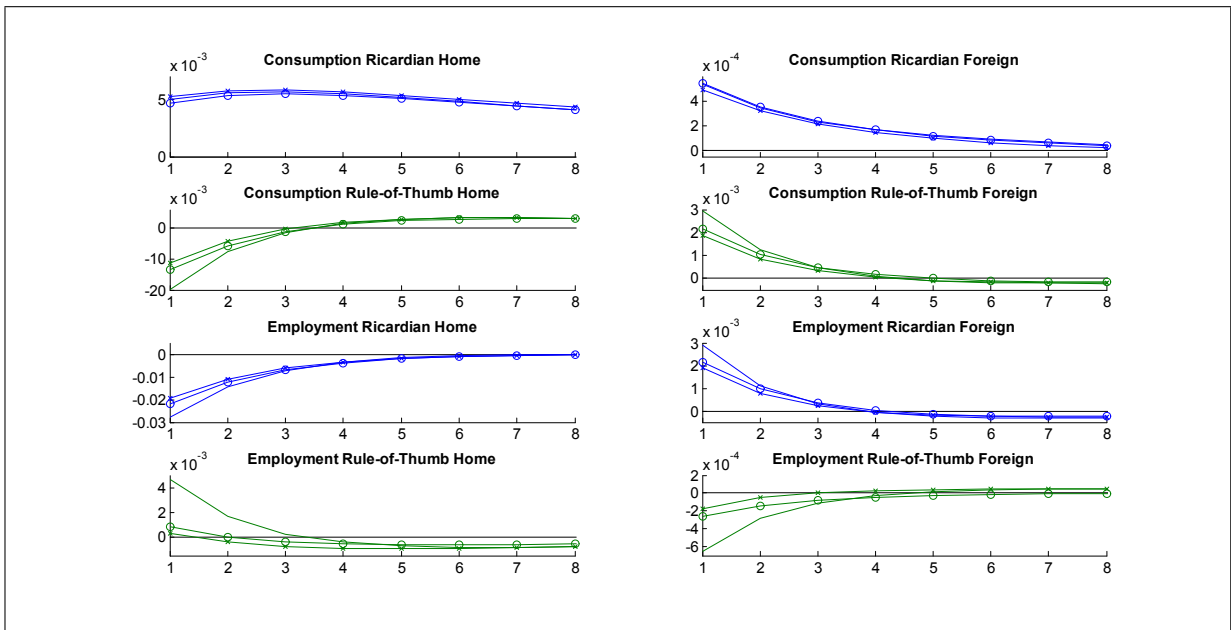 Consumption Ricardian Home
x 10-3
5
0
1 2 3 4 5 6 7 8
Consumption Ricardian Foreign
x 10-4
4
2
0
1 2 3 4 5 6 7 8
Consumption Rule-of-Thumb Home
x 10-3
0
-10
-20
1 2 3 4 5 6 7 8
Consumption Rule-of-Thumb Foreign
x 10-3
3
2
1
0
1 2 3 4 5 6 7 8
Employment Ricardian Home
0
-0.01
-0.02
-0.03
1 2 3 4 5 6 7 8
Employment Ricardian Foreign
x 10-3
3
2
1
0
1 2 3 4 5 6 7 8
Employment Rule-of-Thumb Home
x 10-3
4
2
0
1 2 3 4 5 6 7 8
Employment Rule-of-Thumb Foreign
x 10-4
2
0
-2
-4
-6
1 2 3 4 5 6 7 8